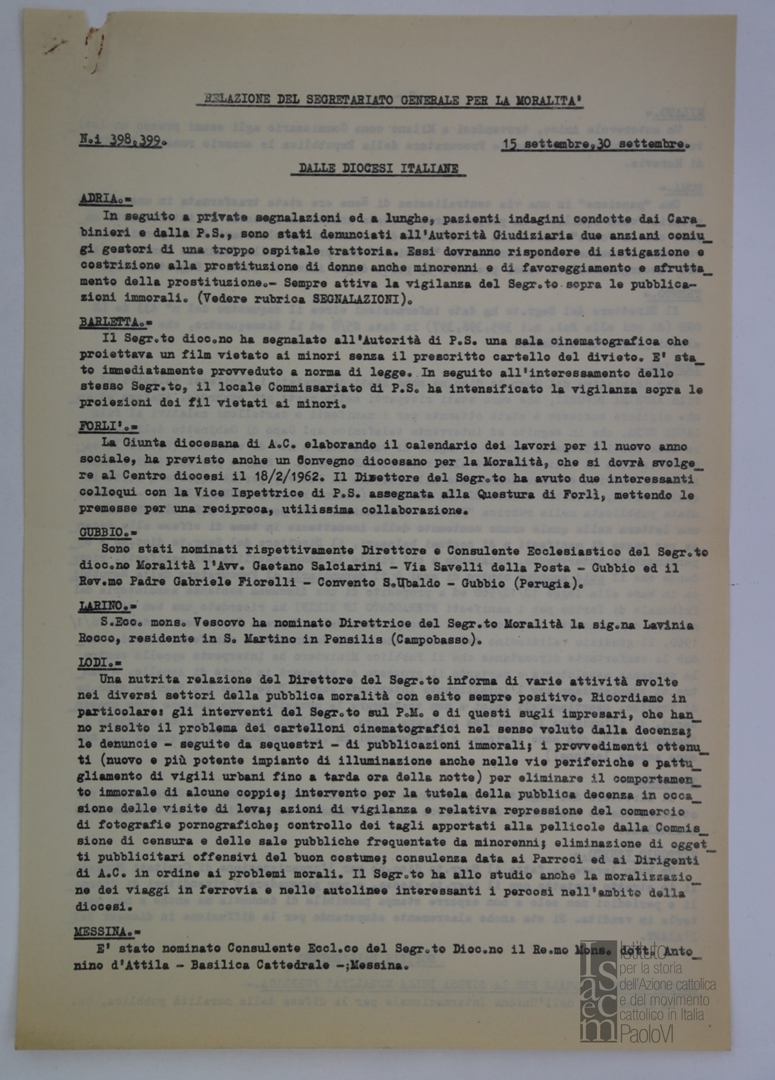 RELAZIONE DEL SEGRETARIATO GENERALE PER LA MORALITA'
N.i 398,399.
15 settembre,30 settembre.
DALLE DIOCESI ITALIANE
ADRIA.=
In seguito a private segnalazioni ed a lunghe, pazienti indagini condotte dai Cara_
binieri e dalla P.S., sono stati denunciati all'Autorità Giudiziaria due anziani coniu_
gi gestori di una troppo ospitale trattoria. Essi dovranno rispondere di istigazione e
costrizione alla prostituzione di donne anche minorenni e di favoreggiamento e sfrutta_
mento della prostituzione.- Sempre attiva la vigilanza del Segr.to sopra le pubblica-
zioni immorali. (Vedere rubrica SEGNALAZIONI).
BARLETTA.=
Il Segr.to dioc.no ha segnalato all'Autorità di P.S. una sala cinematografica che
proiettava un film vietato ai minori senza il prescritto cartello del divieto. E' sta_
to immediatamente provveduto a norma di legge. In seguito all'interessamento dello
stesso Segr.to, il locale Commissariato di P.S. ha intensificato la vigilanza sopra le
proiezioni dei fil vietati ai minori.
FORLI'.=
La Giunta diocesana di A.C. elaborando il calendario dei lavori per il nuovo anno
sociale, ha previsto anche un Convegno diocesano per la Moralità, che si dovrà svolge_
re al Centro diocesi il 18/2/1962. Il Direttore del Segr.to ha avuto due interessanti
colloqui con la Vice Ispettrice di P.S. assegnata alla Questura di Forlì, mettendo le
premesse per una reciproca, utilissima collaborazione.
GUBBIO.=
Sono stati nominati rispettivamente Direttore e Consulente Ecclesiastico del Segr.to
dioc.no Moralità l'Avv. Gaetano Salciarini - Via Savelli della Posta - Gubbio ed il
Rev.mo Padre Gabriele Fiorelli - Convento S.Ubaldo - Gubbio (Perugia).
LARINO.=
S.Ecc. mons. Vescovo ha nominato Direttrice del Segr.to Moralità la sig.na Lavinia
Rocco, residente in S. Martino in Pensilis (Campobasso).
LODI.=
Una nutrita relazione del Direttore del Segr.to informa di varie attività svolte
nei diversi settori della pubblica moralità con esito sempre positivo. Ricordiamo in
particolare: gli interventi del Segr.to sul P.M. e di questi sugli impresari, che han_
no risolto il problema dei cartelloni cinematografici nel senso voluto dalla decenza;
le denuncie - seguite da sequestri - di pubblicazioni immorali; i provvedimenti ottenu_
ti (nuovo e più potente impianto di illuminazione anche nelle vie periferiche e pattu_
gliamento di vigili urbani fino a tarda ora della notte) per eliminare il comportamen_
to immorale di alcune coppie; intervento per la tutela della pubblica decenza in occa_
sione delle visite di leva; azioni di vigilanza e relativa repressione del commercio
di fotografie pornografiche; controllo dei tagli apportati alla pellicole dalla Commis_
sione di censura e delle sale pubbliche frequentate da minorenni; eliminazione di ogget_
ti pubblicitari offensivi del buon costume; consulenza data ai Parroci ed ai Dirigenti
di A.C. in ordine ai problemi morali. Il Segr.to ha allo studio anche la moralizzazio_
ne dei viaggi in ferrovia e nelle autolinee interessanti i percosi nell'ambito della
diocesi.
MESSINA.=
E' stato nominato Consulente Eccl.co del Segr.to Dioc.no il Re.mo Mons. dott. Anto_
nino d'Attila - Basilica Cattedrale -;Messina.
Isacem
Istituto
per la storia
dell'Azione cattolica
e del movimento
cattolico in Italia
PaoloVI